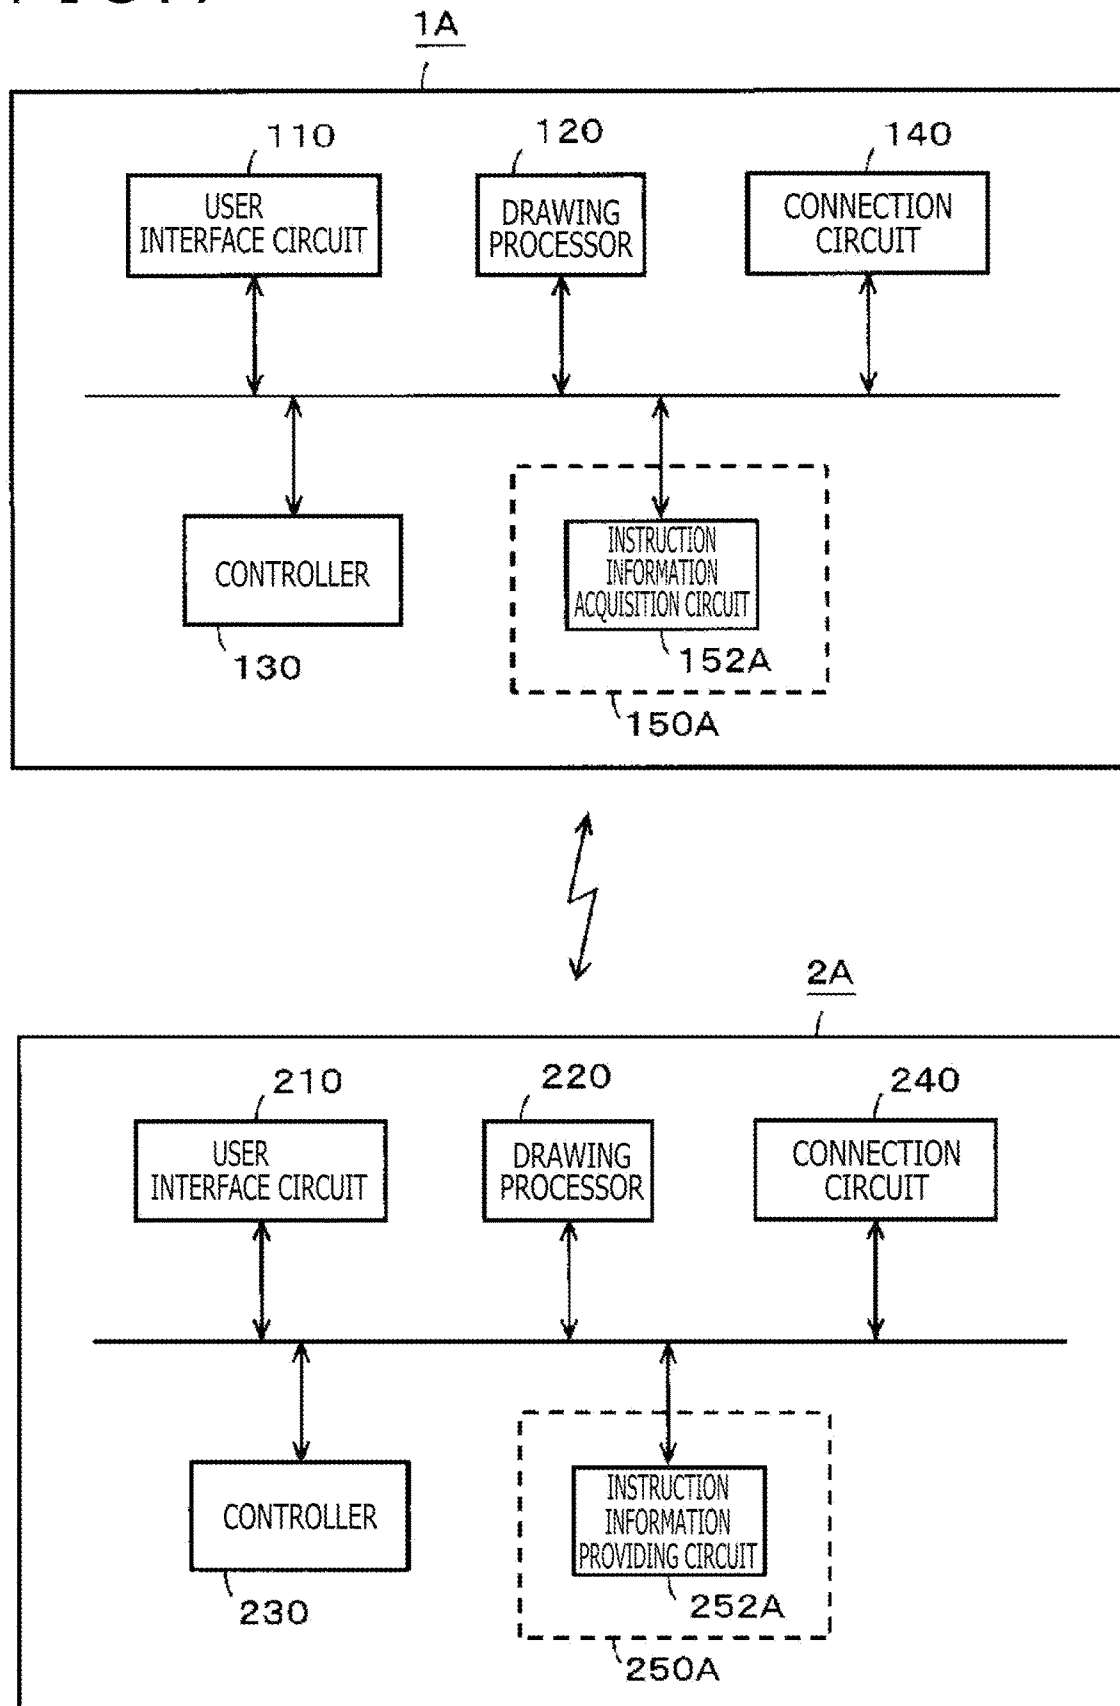 1A
110
120
140
USER
INTERFACE CIRCUIT
DRAWING
PROCESSOR
CONNECTION
CIRCUIT
CONTROLLER
130
INSTRUCTION
INFORMATION
ACQUISITION CIRCUIT
152A
150A
2A
210
220
240
USER
INTERFACE CIRCUIT
DRAWING
PROCESSOR
CONNECTION
CIRCUIT
CONTROLLER
230
INSTRUCTION
INFORMATION
PROVIDING CIRCUIT
252A
250A